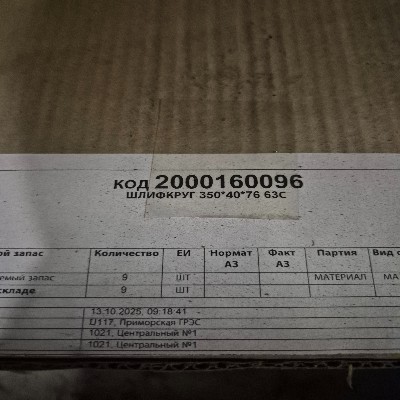 КОД 2000160096
ШЛИФКРУГ 350*40*76 63С
ой запас Количество ЕИ Нормат АЗ Факт АЗ Партия Вид
емый запас 9 ШТ МАТЕРИАЛ МА
складе 9 ШТ
13.10.2025, 09:18:41
U117, Приморская ГРЭС
1021, Центральный №1
1021, Центральный №1